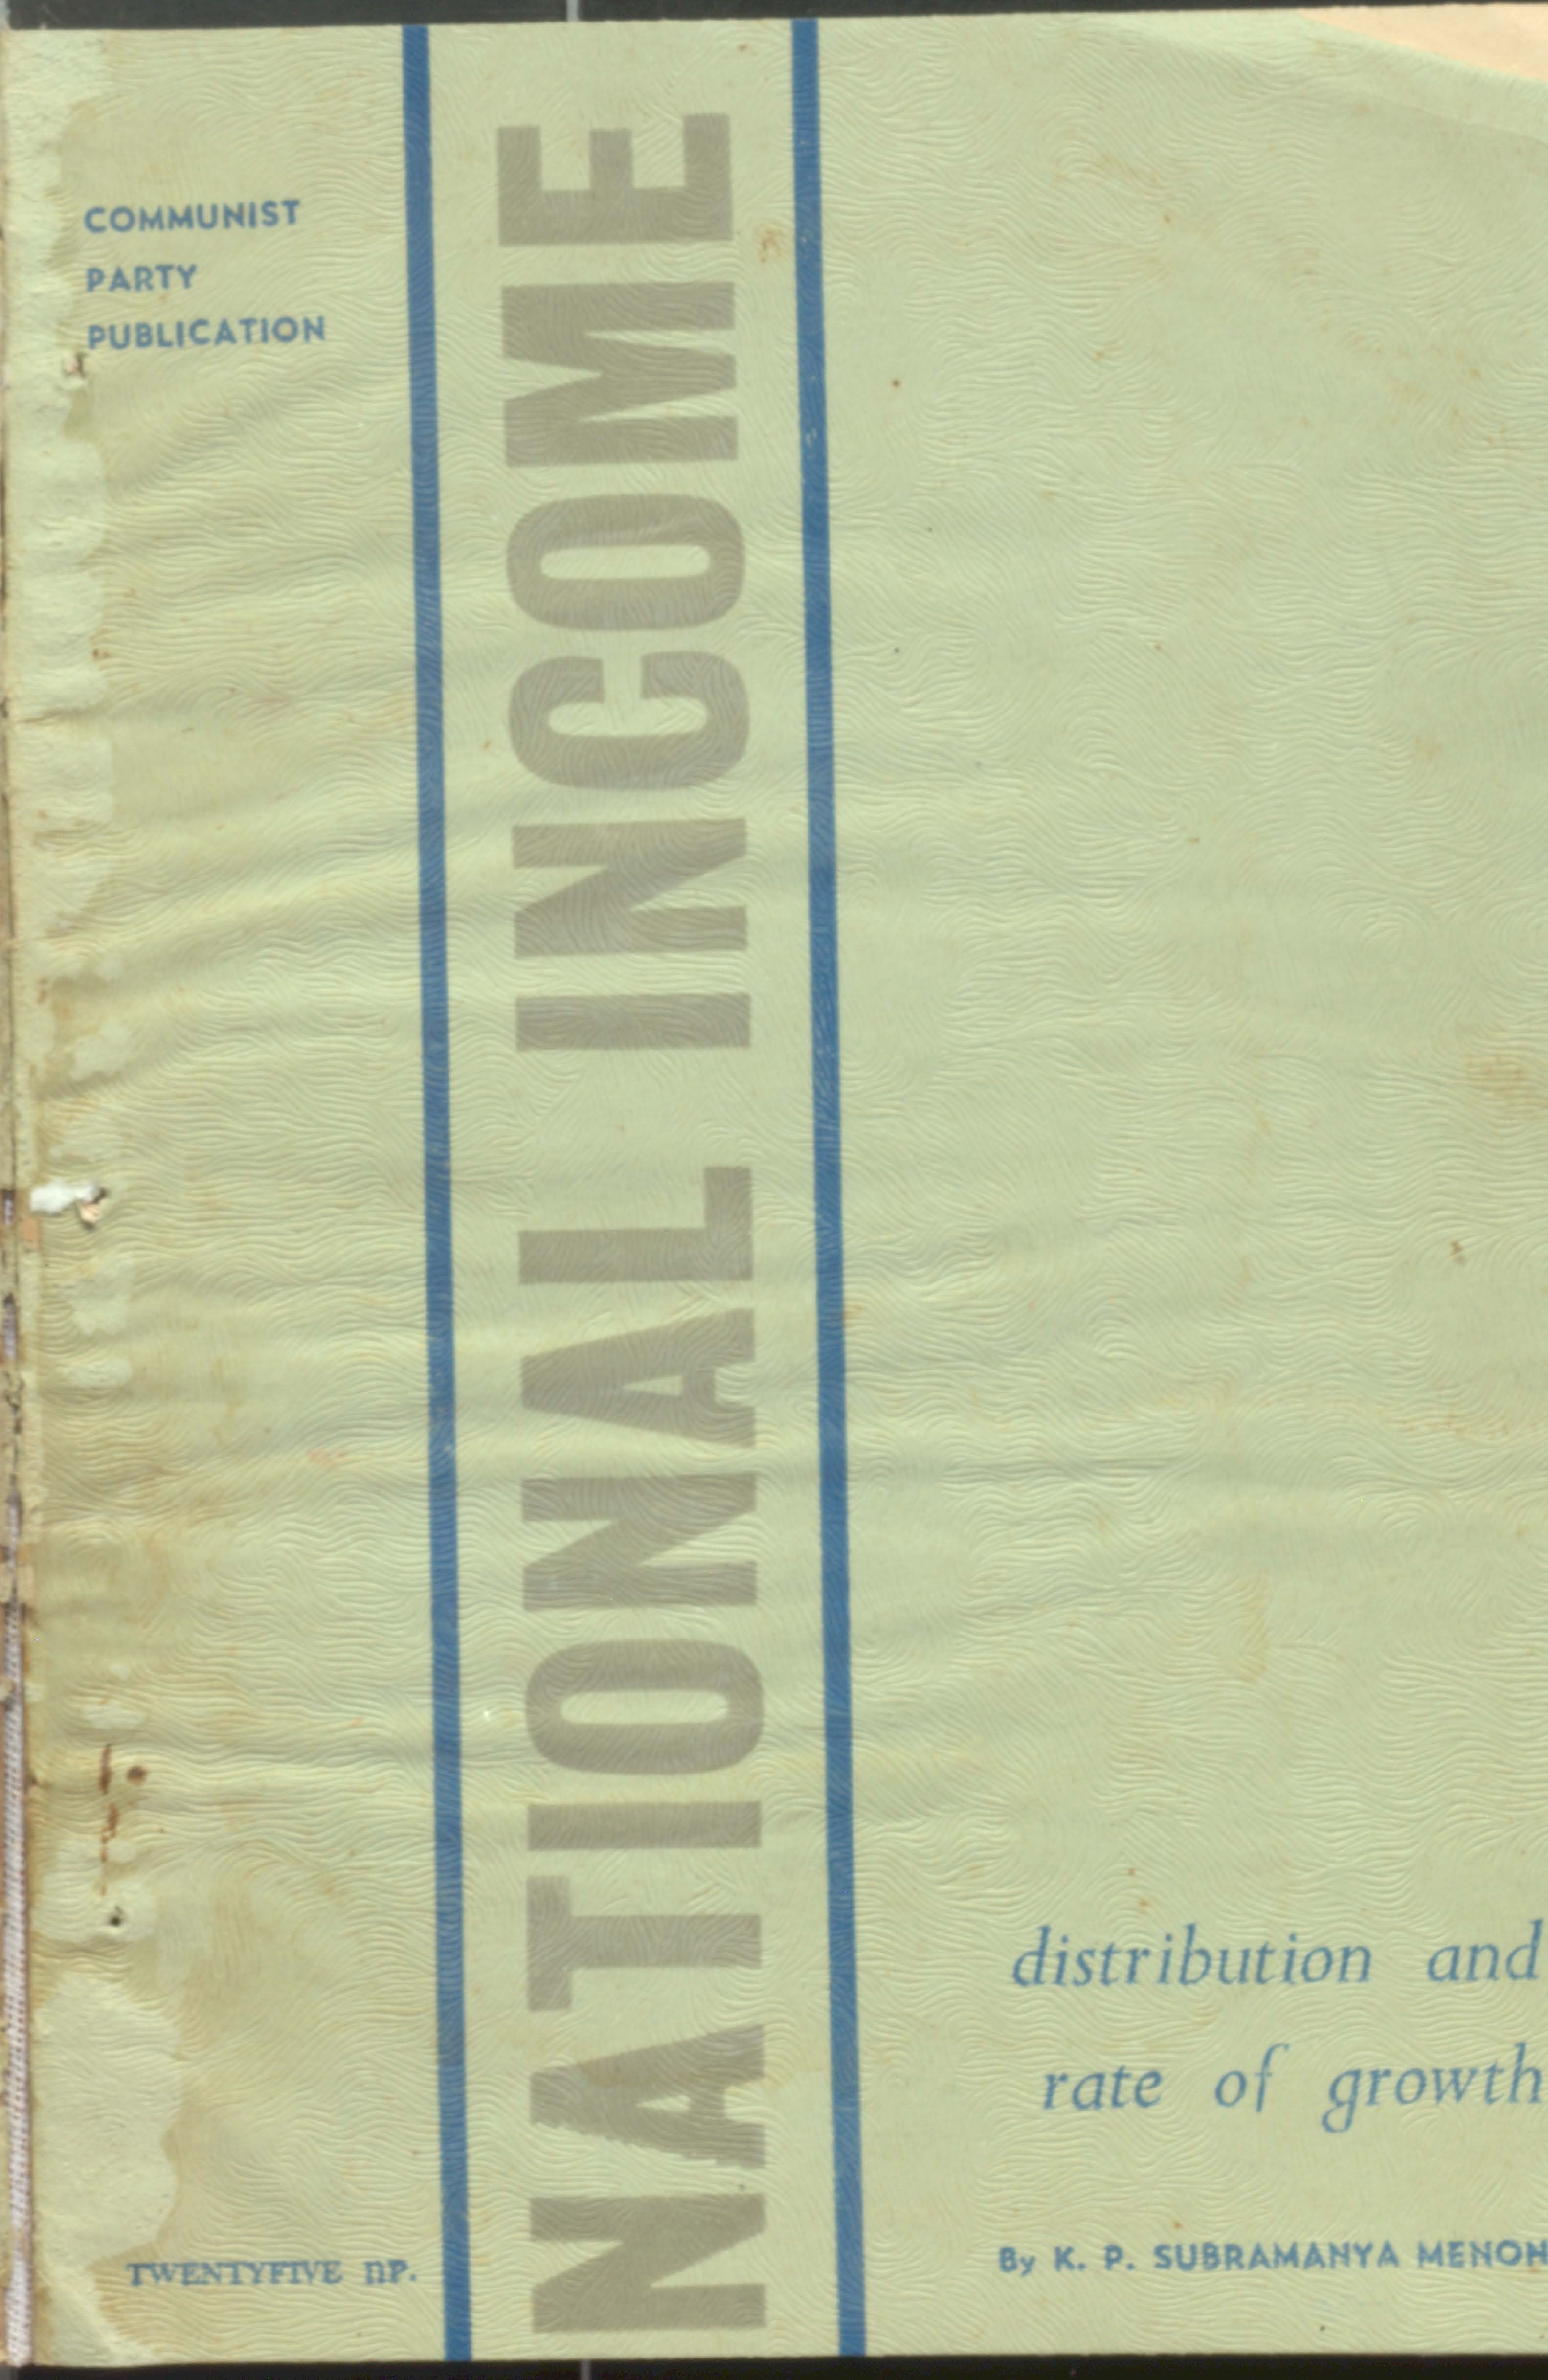 COMMUNIST
PARTY
PUBLICATION
NATIONAL INCOME
distribution and
rate of growth
By K. P. SUBRAMANYA MENON
TWENTYFIVE nP.